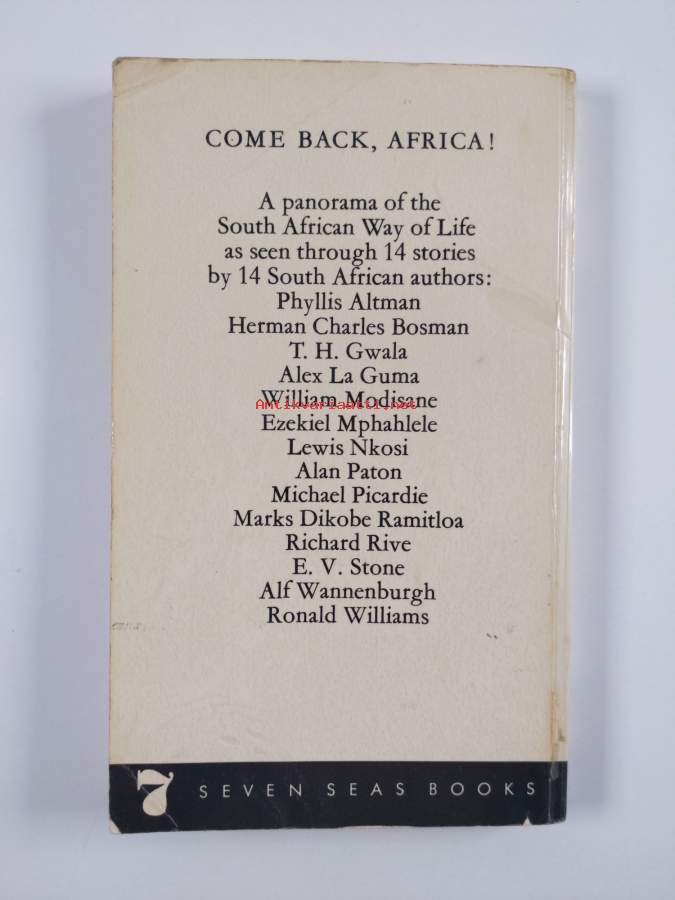 COME BACK, AFRICA!
A panorama of the
South African Way of Life
as seen through 14 stories
by 14 South African authors:
Phyllis Altman
Herman Charles Bosman
T. H. Gwala
Alex La Guma
William Modisane
Antikvariaatti.net
Ezekiel Mphahlele
Lewis Nkosi
Alan Paton
Michael Picardie
Marks Dikobe Ramitloa
Richard Rive
E. V. Stone
Alf Wannenburgh
Ronald Williams
7 SEVEN SEAS BOOKS